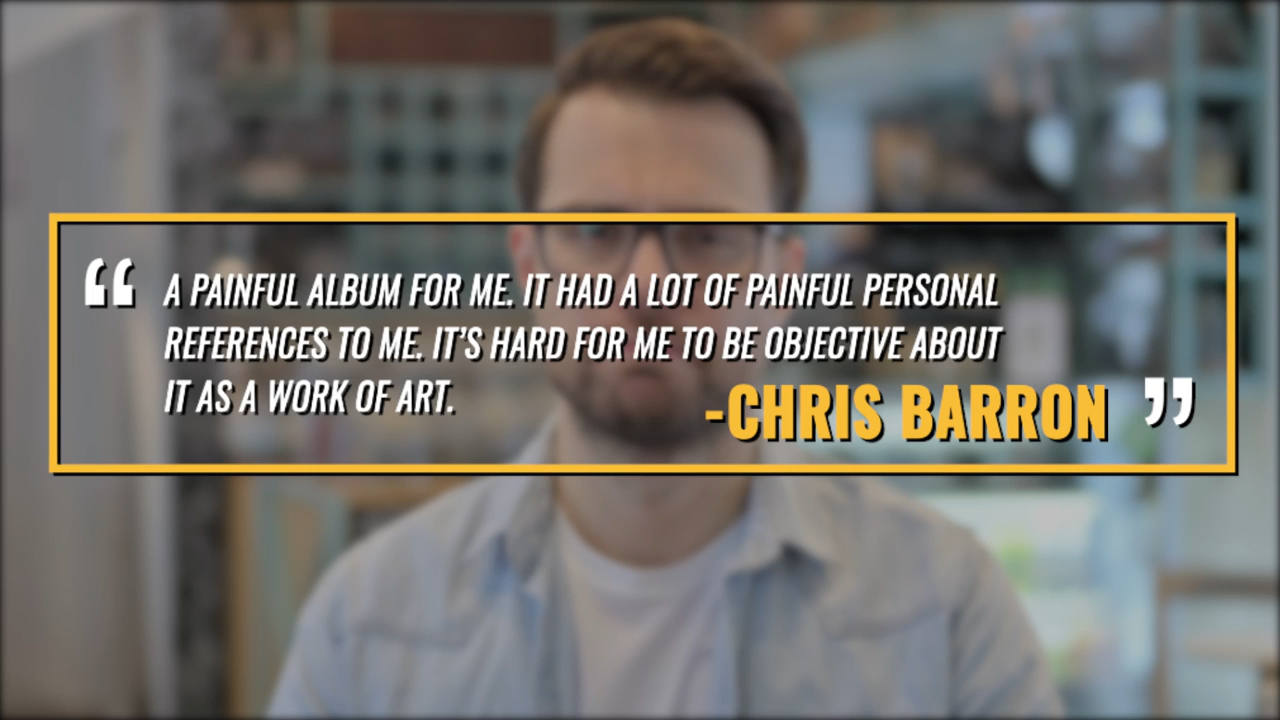 “ A PAINFUL ALBUM FOR ME. IT HAD A LOT OF PAINFUL PERSONAL
REFERENCES TO ME. IT’S HARD FOR ME TO BE OBJECTIVE ABOUT
IT AS A WORK OF ART.
-CHRIS BARRON ”